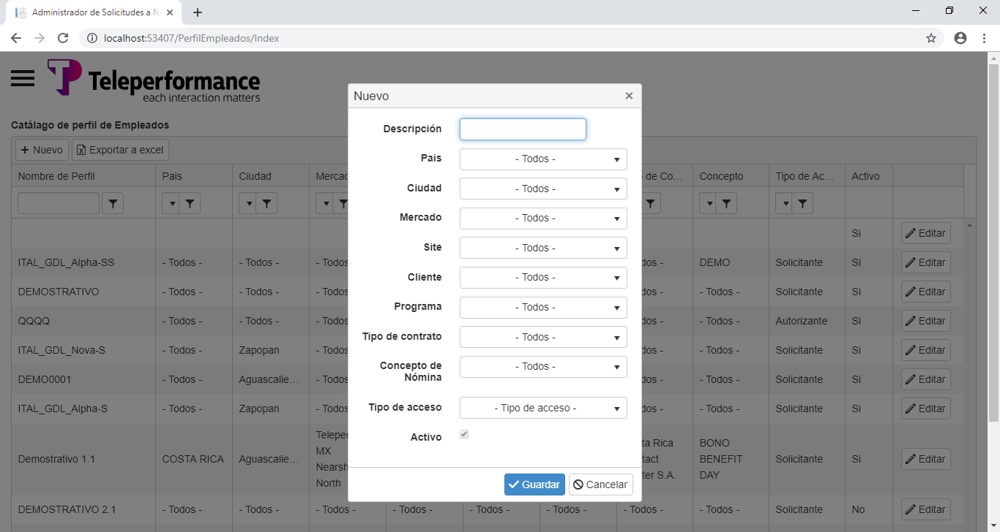 Administrador de Solicitudes a N
localhost:53407/PerfilEmpleados/Index
Teleperformance
each interaction matters
Catálago de perfil de Empleados
Nuevo
Exportar a excel
Nombre de Perfil
Pais
Ciudad
Mercad
de Co...
Concepto
Tipo de Ac...
Activo
Si
Editar
ITAL_GDL_Alpha-SS
- Todos -
- Todos -
- Todos
dos -
DEMO
Solicitante
Si
Editar
DEMOSTRATIVO
- Todos -
- Todos -
- Todos
dos -
- Todos -
Solicitante
Si
Editar
QQQQ
- Todos -
- Todos -
- Todos
dos -
- Todos -
Autorizante
Si
Editar
ITAL_GDL_Nova-S
- Todos -
Zapopan
- Todos
dos -
- Todos -
Solicitante
Si
Editar
DEMO0001
- Todos -
Aguascalie...
- Todos
dos -
- Todos -
Solicitante
Si
Editar
ITAL_GDL_Alpha-S
- Todos -
Zapopan
- Todos
dos -
- Todos -
Solicitante
Si
Editar
Demostrativo 1.1
COSTA RICA
Aguascalie...
Teleper
MX
Nearsh
North
ta Rica
tact
ter S.A.
BONO
BENEFIT
DAY
Solicitante
Si
Editar
DEMOSTRATIVO 2.1
- Todos -
- Todos -
- Todos -
- Todos -
- Todos -
- Todos -
- Todos -
- Todos -
Solicitante
No
Editar
Nuevo
Descripción
Pais
- Todos -
Ciudad
- Todos -
Mercado
- Todos -
Site
- Todos -
Cliente
- Todos -
Programa
- Todos -
Tipo de contrato
- Todos -
Concepto de
Nómina
- Todos -
Tipo de acceso
- Tipo de acceso -
Activo
Guardar
Cancelar